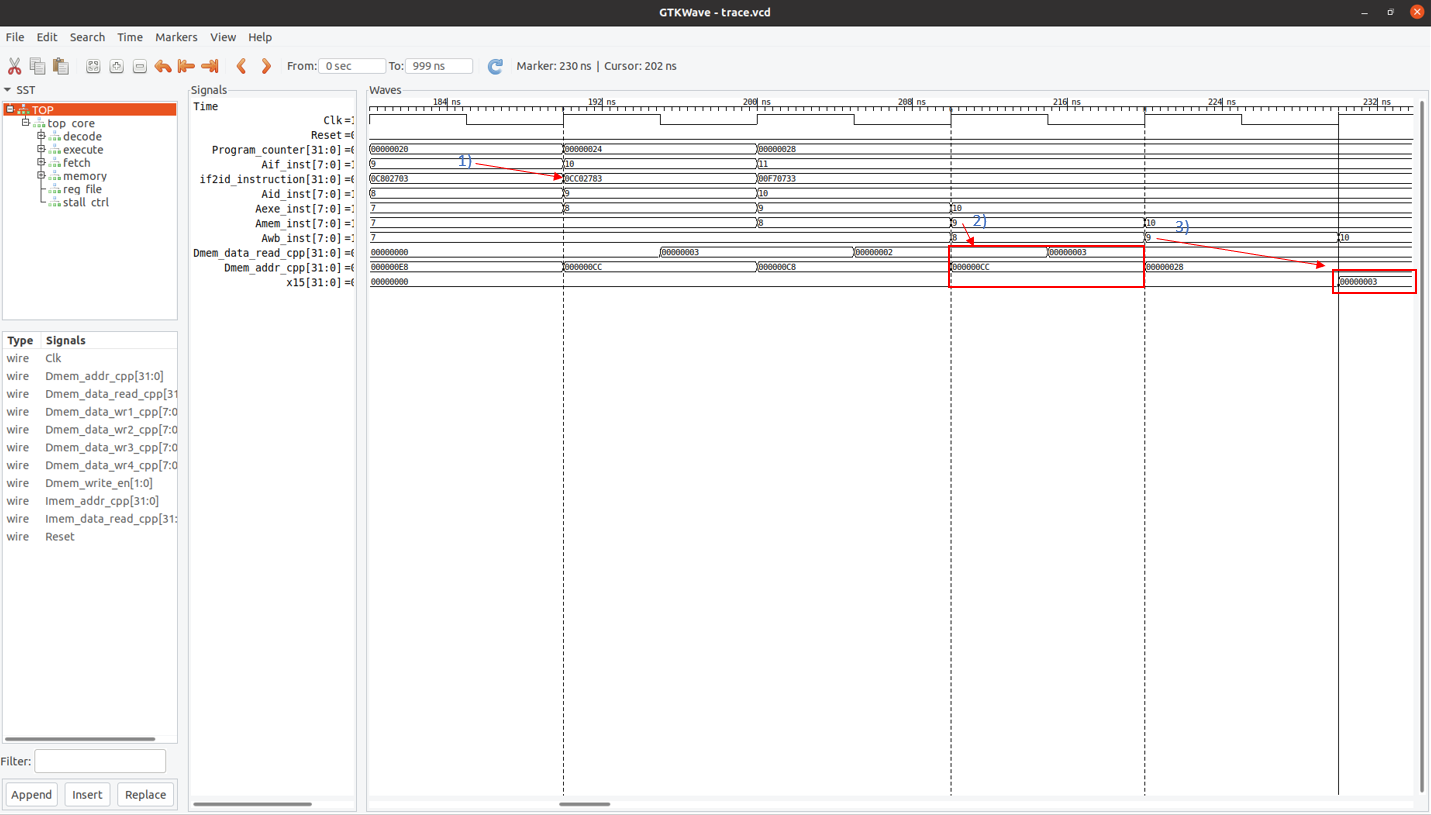 GTKWave - trace.vcd
File Edit Search Time Markers View Help
From: 0 sec To: 999 ns Marker: 230 ns | Cursor: 202 ns
SST
TOP
top_core
decode
execute
fetch
memory
reg_file
stall_ctrl
Type Signals
wire Clk
wire Dmem_addr_cpp[31:0]
wire Dmem_data_read_cpp[31
wire Dmem_data_wr1_cpp[7:0
wire Dmem_data_wr2_cpp[7:0
wire Dmem_data_wr3_cpp[7:0
wire Dmem_data_wr4_cpp[7:0
wire Dmem_write_en[1:0]
wire Imem_addr_cpp[31:0]
wire Imem_data_read_cpp[31:
wire Reset
Filter:
Append Insert Replace
Signals
Time
Clk =1
Reset =0
Program_counter[31:0] =0
Aif_inst[7:0] =1
if2id_instruction[31:0] =0
Aid_inst[7:0] =1
Aexe_inst[7:0] =1
Amem_inst[7:0] =1
Awb_inst[7:0] =1
Dmem_data_read_cpp[31:0] =0
Dmem_addr_cpp[31:0] =0
x15[31:0] =0
Waves
184 ns 192 ns 200 ns 208 ns 216 ns 224 ns 232 ns
00000020 00000024 00000028
1) 9 10 11
0C802703 0CC02783 00F70733
8 9 10
7 8 9 10
7 8 9 2) 10
7 8 9 3) 10
00000000 00000003 00000002 00000003
000000E8 000000CC 000000C8 000000CC 00000028
00000000 00000003